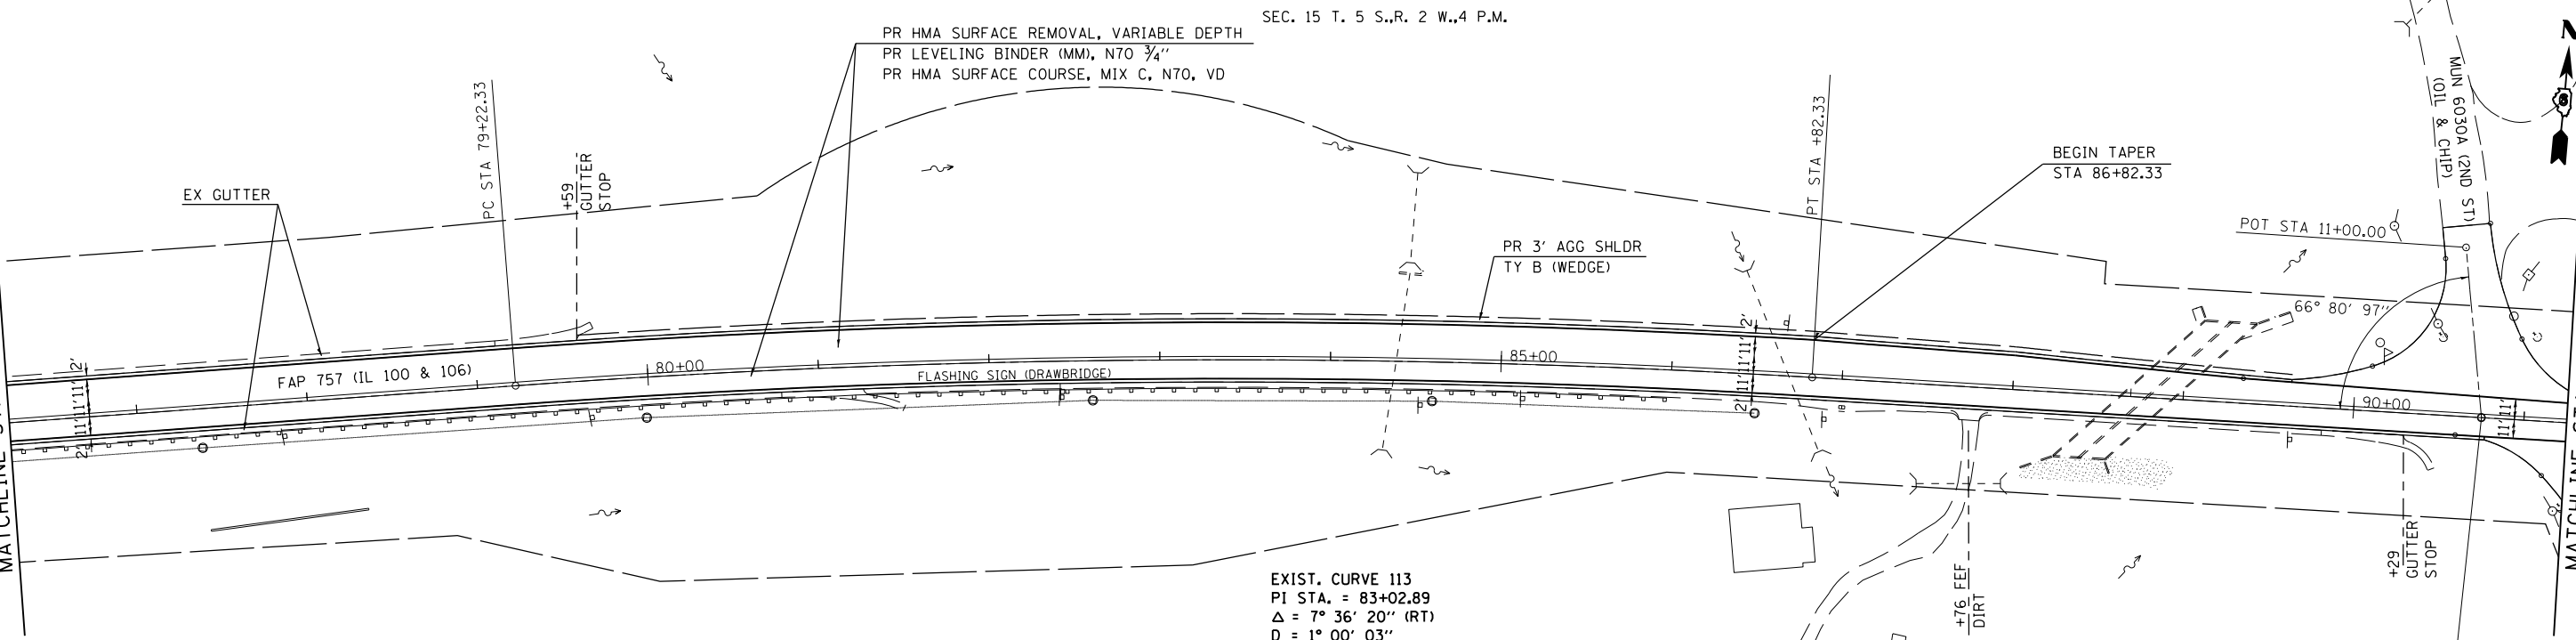 SEC. 15 T. 5 S.,R. 2 W.,4 P.M.
PR HMA SURFACE REMOVAL, VARIABLE DEPTH
PR LEVELING BINDER (MM), N70 ¾''
PR HMA SURFACE COURSE, MIX C, N70, VD
N
6
MUN 6030A (2ND ST)
(OIL & CHIP)
PC STA 79+22.33
+59
GUTTER
STOP
EX GUTTER
PT STA +82.33
BEGIN TAPER
STA 86+82.33
POT STA 11+00.00
PR 3' AGG SHLDR
TY B (WEDGE)
66° 80' 97''
2'
11'
11'
2'
FAP 757 (IL 100 & 106)
80+00
FLASHING SIGN (DRAWBRIDGE)
85+00
2'
11'
11'
2'
90+00
11'
11'
MATCHLINE
MATCHLINE
+76 FEF
DIRT
+29
GUTTER
STOP
EXIST. CURVE 113
PI STA. = 83+02.89
Δ = 7° 36' 20'' (RT)
D = 1° 00' 03''